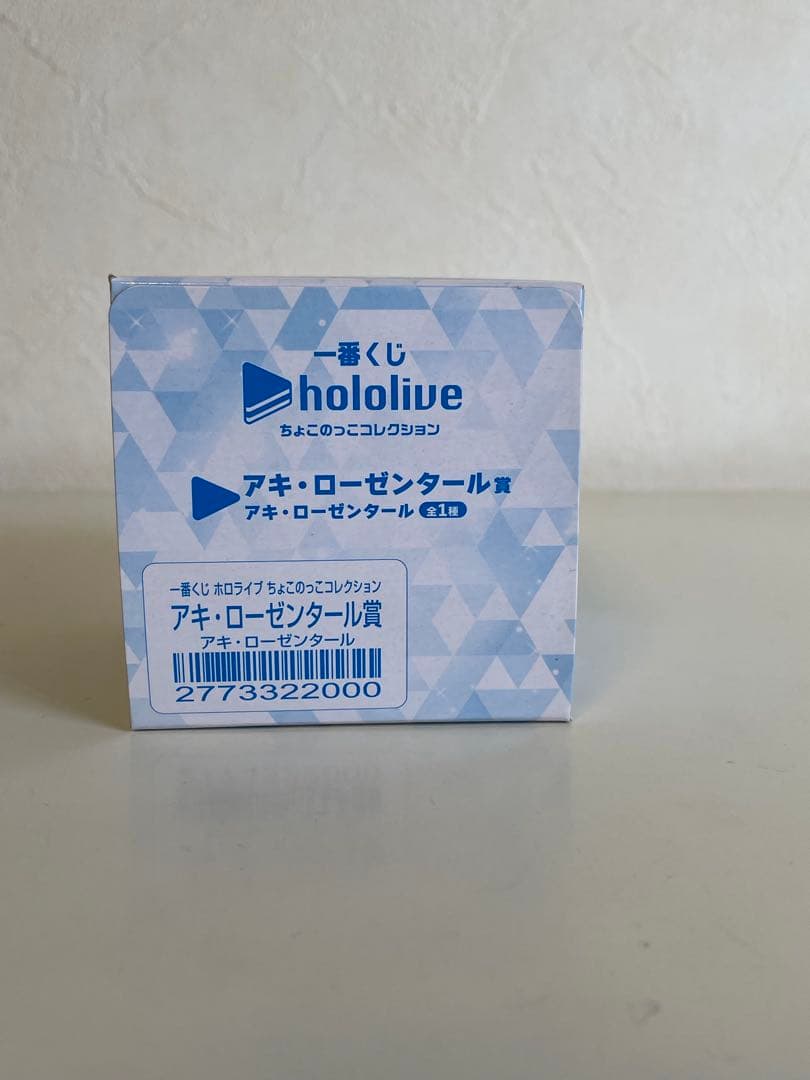 一番くじ
hololive
ちょこのっこコレクション
アキ・ローゼンタール賞
アキ・ローゼンタール 全1種
一番くじ ホロライブ ちょこのっこコレクション
アキ・ローゼンタール賞
アキ・ローゼンタール
2773322000